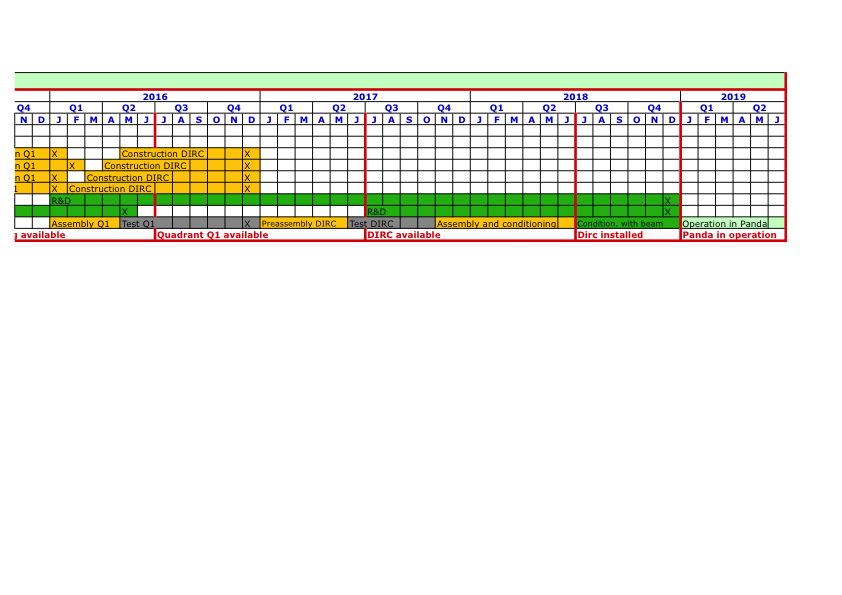 2016 2017 2018 2019
Q4 Q1 Q2 Q3 Q4 Q1 Q2 Q3 Q4 Q1 Q2 Q3 Q4 Q1 Q2
N D J F M A M J J A S O N D J F M A M J J A S O N D J F M A M J J A S O N D J F M A M J
n Q1 X Construction DIRC X
n Q1 X Construction DIRC X
n Q1 X Construction DIRC X
X Construction DIRC X
R&D X
X R&D X
Assembly Q1 Test Q1 X Preassembly DIRC Test DIRC Assembly and conditioning Condition. with beam Operation in Panda
available Quadrant Q1 available DIRC available Dirc installed Panda in operation